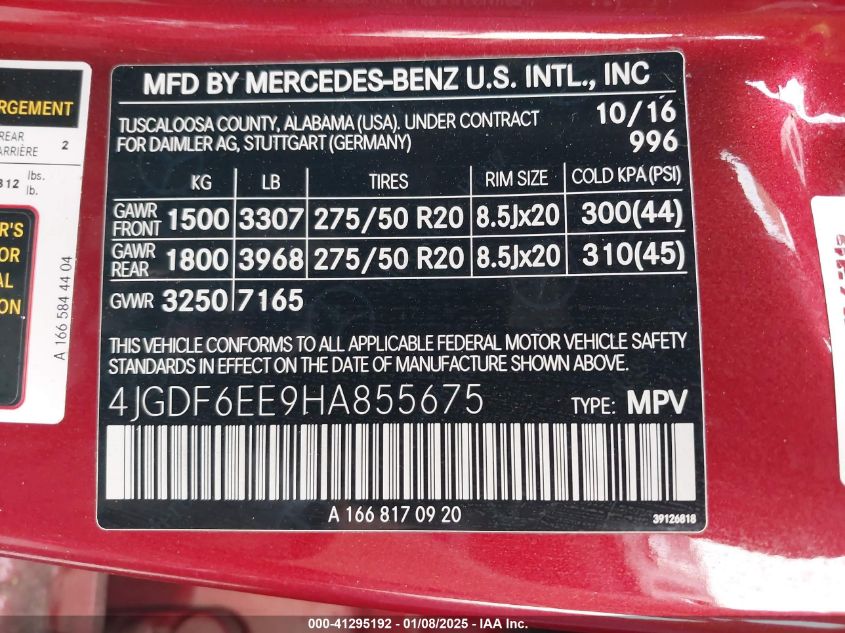 MFD BY MERCEDES-BENZ U.S. INTL., INC
TUSCALOOSA COUNTY, ALABAMA (USA). UNDER CONTRACT 10/16
FOR DAIMLER AG, STUTTGART (GERMANY) 996
KG LB TIRES RIM SIZE COLD KPA (PSI)
GAWR FRONT 1500 3307 275/50 R20 8.5Jx20 300(44)
GAWR REAR 1800 3968 275/50 R20 8.5Jx20 310(45)
GVWR 3250 7165
THIS VEHICLE CONFORMS TO ALL APPLICABLE FEDERAL MOTOR VEHICLE SAFETY
STANDARDS IN EFFECT ON THE DATE OF MANUFACTURE SHOWN ABOVE.
4JGDF6EE9HA855675 TYPE: MPV
A 166 817 09 20
39126818
RGEMENT
REAR
ARRIÈRE 2
312 lbs.
lb.
R'S
OR
AL
ION
A 166 584 44 04
000-41295192 - 01/08/2025 - IAA Inc.